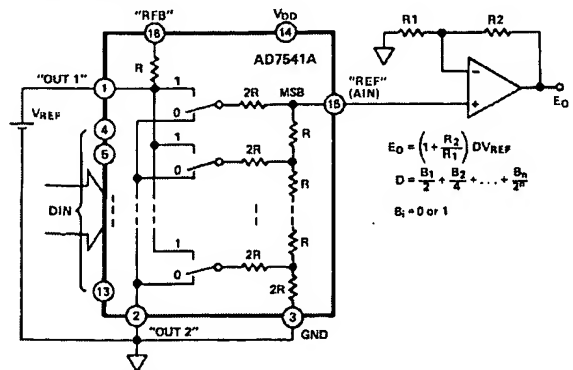 "RFB"
VDD
16
14
AD7541A
R
R1
R2
"OUT 1"
1
1
0
2R
MSB
15
"REF"
(AIN)
−
+
EO
VREF
4
5
R
1
0
2R
R
DIN
EO = (1 + R2/R1) DVREF
D = B1/2 + B2/4 + . . . + Bn/2^n
Bi = 0 or 1
1
0
2R
R
2R
13
2
3
"OUT 2"
GND